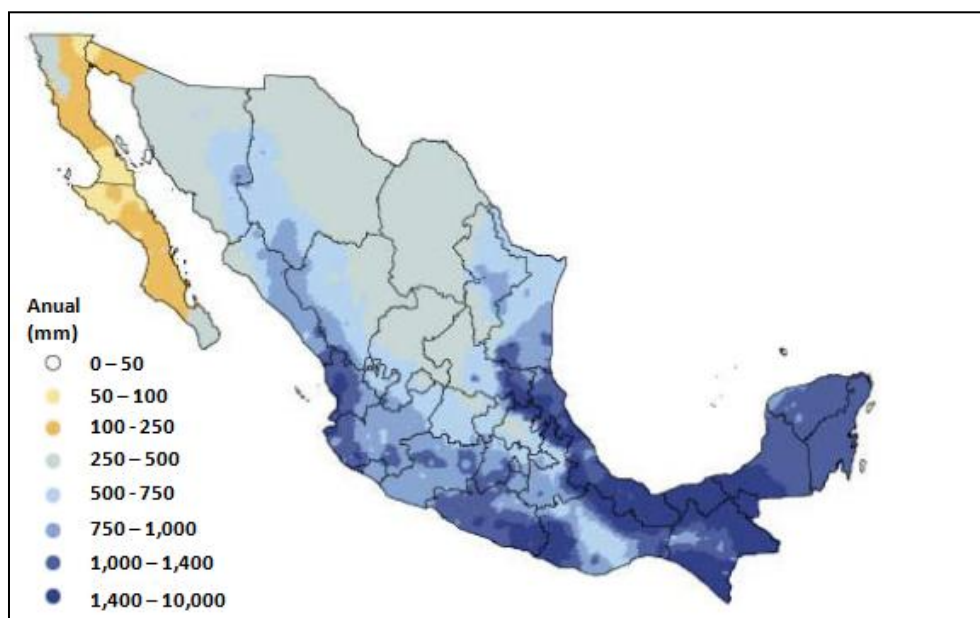 Anual
(mm)
0 – 50
50 – 100
100 - 250
250 – 500
500 - 750
750 – 1,000
1,000 – 1,400
1,400 – 10,000